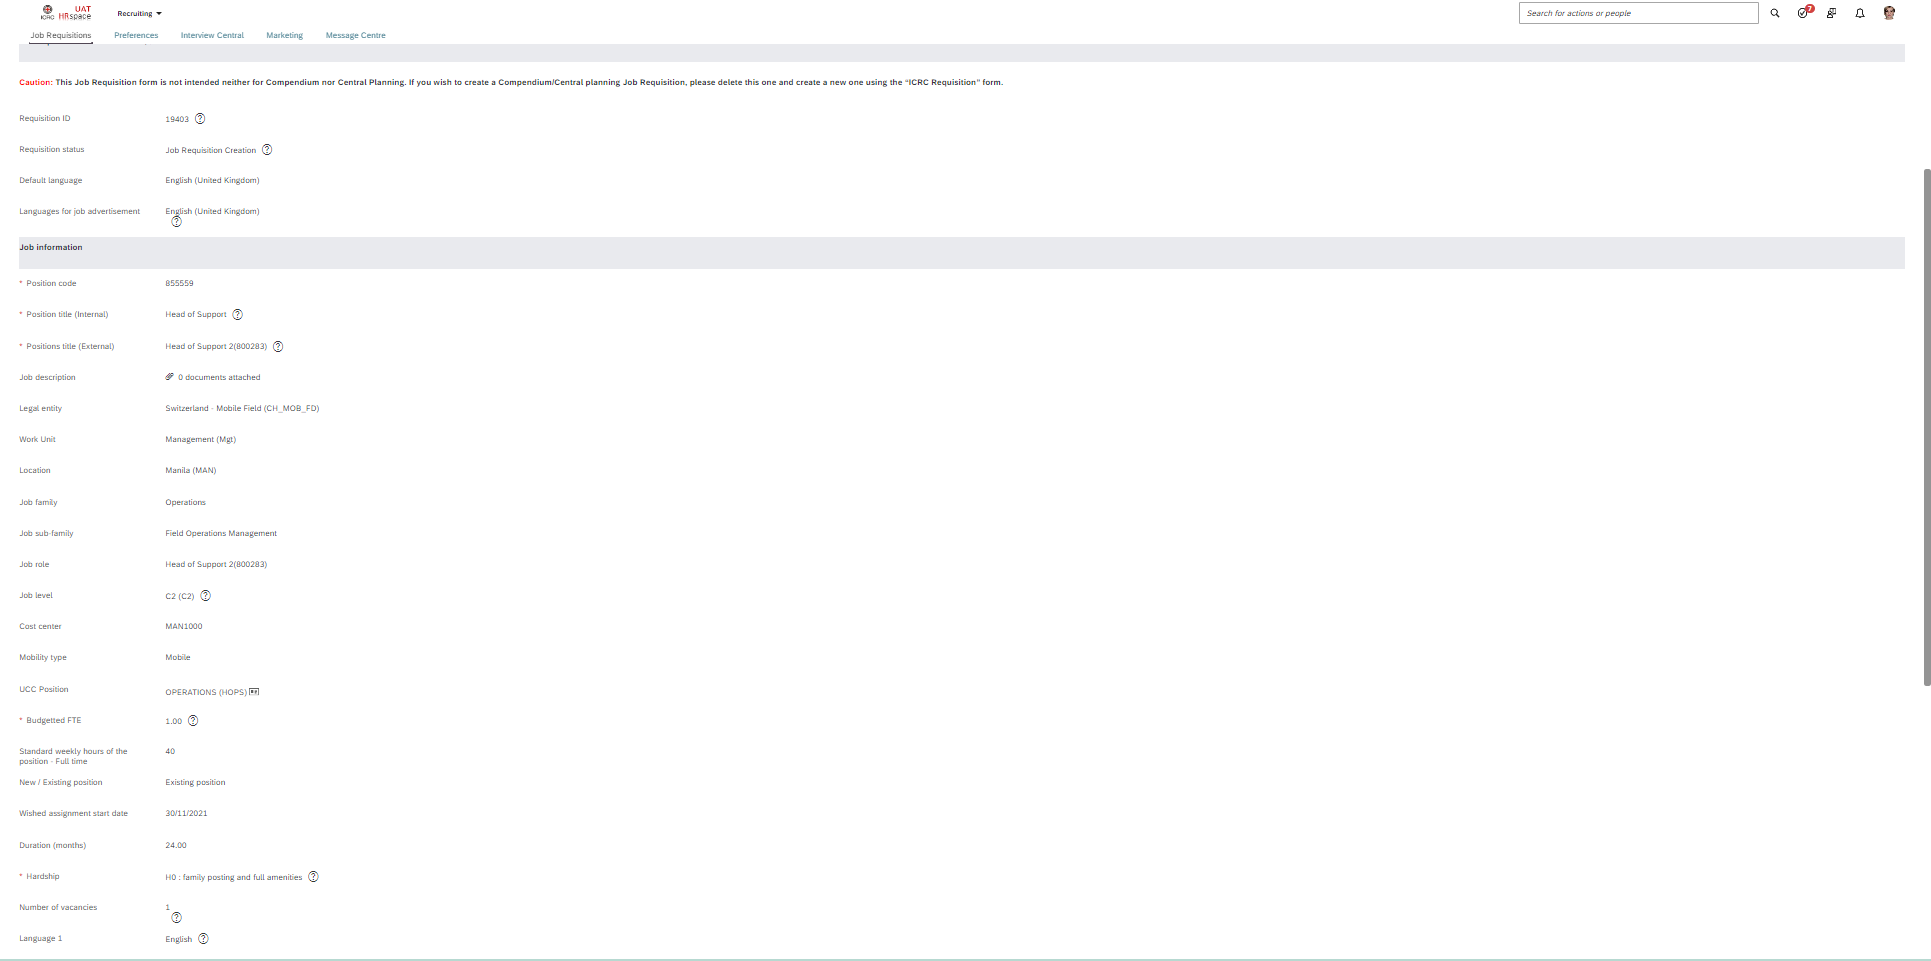 ICRC
UAT
HRspace
Recruiting
Search for actions or people
7
Job Requisitions
Preferences
Interview Central
Marketing
Message Centre
Caution: This Job Requisition form is not intended neither for Compendium nor Central Planning. If you wish to create a Compendium/Central planning Job Requisition, please delete this one and create a new one using the "ICRC Requisition" form.
Requisition ID 19403
Requisition status Job Requisition Creation
Default language English (United Kingdom)
Languages for job advertisement English (United Kingdom)
Job information
* Position code 855559
* Position title (Internal) Head of Support
* Positions title (External) Head of Support 2(800283)
Job description 0 documents attached
Legal entity Switzerland - Mobile Field (CH_MOB_FD)
Work Unit Management (Mgt)
Location Manila (MAN)
Job family Operations
Job sub-family Field Operations Management
Job role Head of Support 2(800283)
Job level C2 (C2)
Cost center MAN1000
Mobility type Mobile
UCC Position OPERATIONS (HOPS)
* Budgetted FTE 1.00
Standard weekly hours of the 40
position - Full time
New / Existing position Existing position
Wished assignment start date 30/11/2021
Duration (months) 24.00
* Hardship H0 : family posting and full amenities
Number of vacancies 1
Language 1 English